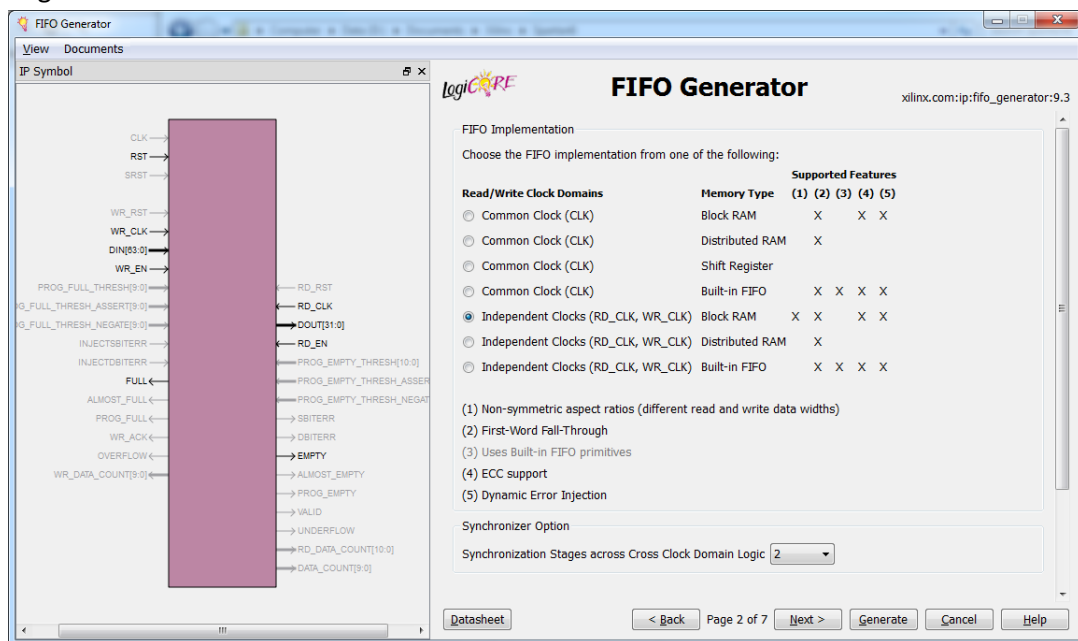 FIFO Generator
View Documents
IP Symbol
CLK
RST
SRST
WR_RST
WR_CLK
DIN[63:0]
WR_EN
PROG_FULL_THRESH[9:0]
OG_FULL_THRESH_ASSERT[9:0]
OG_FULL_THRESH_NEGATE[9:0]
INJECTSBITERR
INJECTDBITERR
FULL
ALMOST_FULL
PROG_FULL
WR_ACK
OVERFLOW
WR_DATA_COUNT[9:0]
RD_RST
RD_CLK
DOUT[31:0]
RD_EN
PROG_EMPTY_THRESH[10:0]
PROG_EMPTY_THRESH_ASSER
PROG_EMPTY_THRESH_NEGAT
SBITERR
DBITERR
EMPTY
ALMOST_EMPTY
PROG_EMPTY
VALID
UNDERFLOW
RD_DATA_COUNT[10:0]
DATA_COUNT[9:0]
LogiCORE
FIFO Generator
xilinx.com:ip:fifo_generator:9.3
FIFO Implementation
Choose the FIFO implementation from one of the following:
Supported Features
Read/Write Clock Domains Memory Type (1) (2) (3) (4) (5)
Common Clock (CLK) Block RAM X X X
Common Clock (CLK) Distributed RAM X
Common Clock (CLK) Shift Register
Common Clock (CLK) Built-in FIFO X X X X
Independent Clocks (RD_CLK, WR_CLK) Block RAM X X X X
Independent Clocks (RD_CLK, WR_CLK) Distributed RAM X
Independent Clocks (RD_CLK, WR_CLK) Built-in FIFO X X X X
(1) Non-symmetric aspect ratios (different read and write data widths)
(2) First-Word Fall-Through
(3) Uses Built-in FIFO primitives
(4) ECC support
(5) Dynamic Error Injection
Synchronizer Option
Synchronization Stages across Cross Clock Domain Logic 2
Datasheet < Back Page 2 of 7 Next > Generate Cancel Help